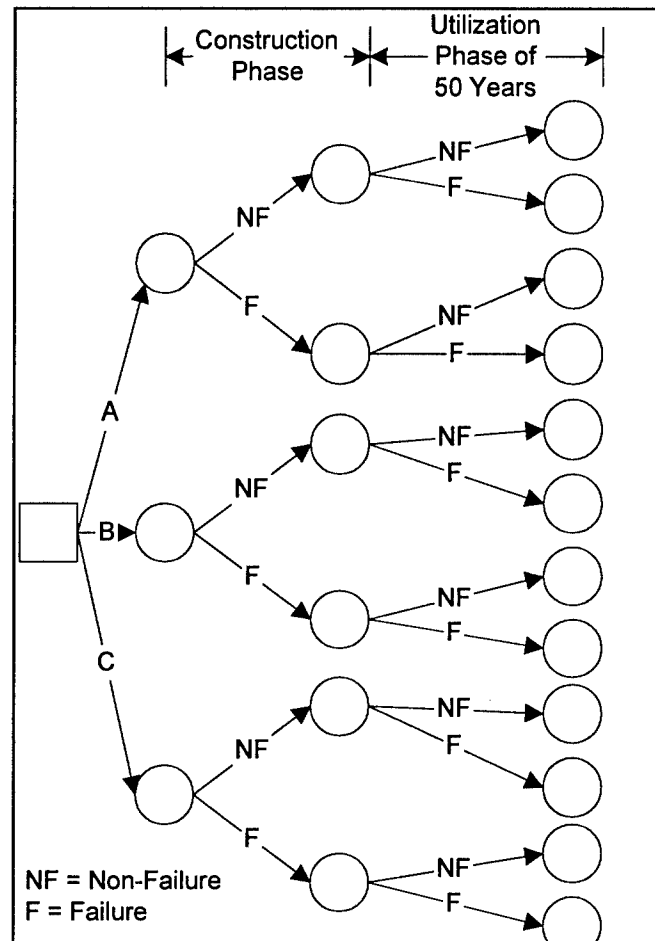 Construction
Phase
Utilization
Phase of
50 Years
NF
F
NF
F
NF
F
A
NF
F
NF
F
B
NF
F
C
NF
F
NF
F
NF
F
NF = Non-Failure
F = Failure